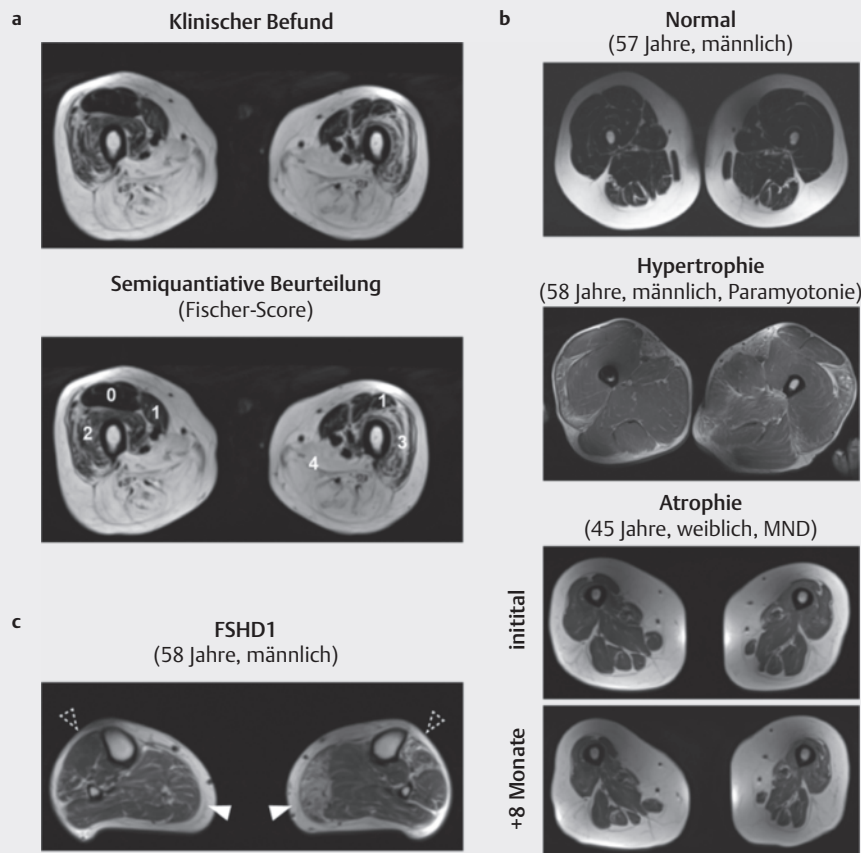 a
Klinischer Befund
Semiquantiative Beurteilung
(Fischer-Score)
0
1
2
1
3
4
b
Normal
(57 Jahre, männlich)
Hypertrophie
(58 Jahre, männlich, Paramyotonie)
Atrophie
(45 Jahre, weiblich, MND)
initital
+8 Monate
c
FSHD1
(58 Jahre, männlich)